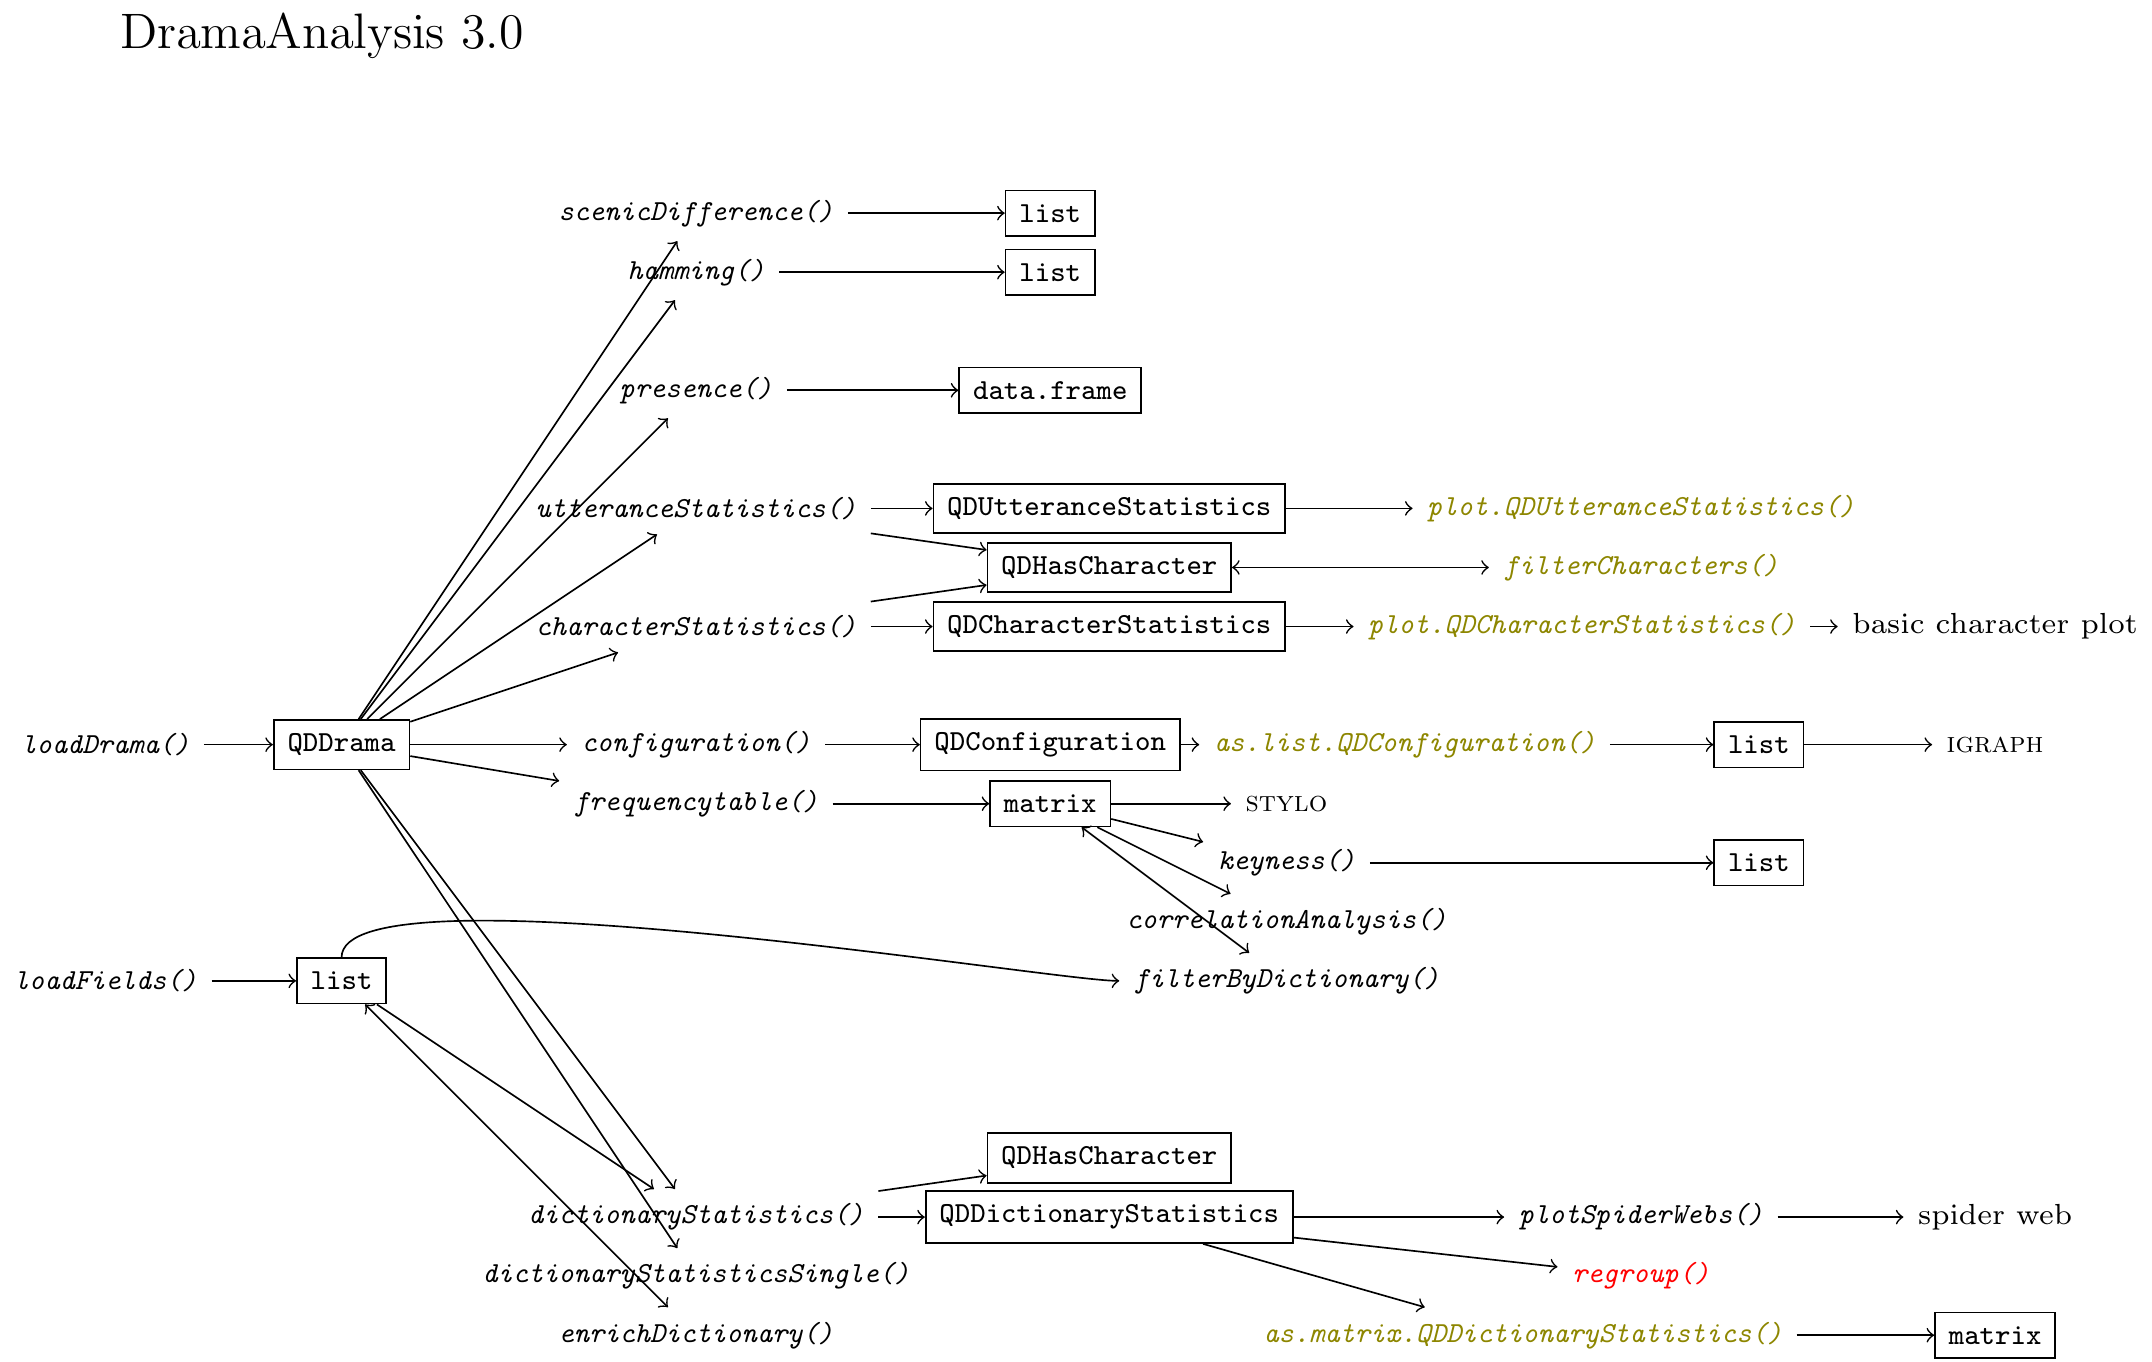 DramaAnalysis 3.0
scenicDifference() list
hamming() list
presence() data.frame
utteranceStatistics() QDUtteranceStatistics plot.QDUtteranceStatistics()
QDHasCharacter filterCharacters()
characterStatistics() QDCharacterStatistics plot.QDCharacterStatistics() basic character plot
loadDrama() QDDrama configuration() QDConfiguration as.list.QDConfiguration() list IGRAPH
frequencytable() matrix STYLO
keyness() list
correlationAnalysis()
loadFields() list filterByDictionary()
QDHasCharacter
dictionaryStatistics() QDDictionaryStatistics plotSpiderWebs() spider web
dictionaryStatisticsSingle() regroup()
enrichDictionary() as.matrix.QDDictionaryStatistics() matrix